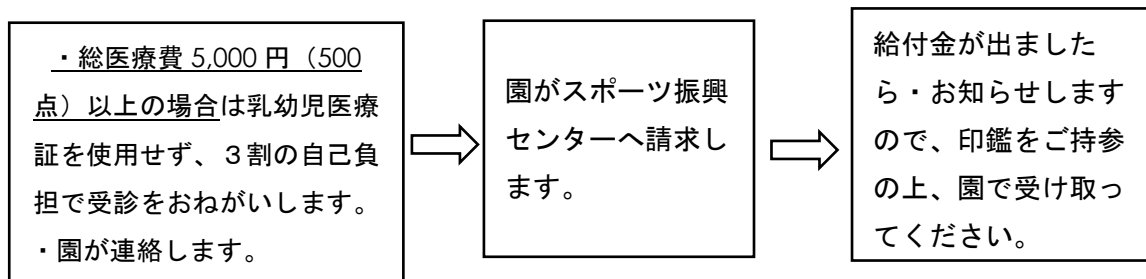 ・総医療費 5,000 円（500
点）以上の場合は乳幼児医療
証を使用せず、３割の自己負
担で受診をおねがいします。
・園が連絡します。
園がスポーツ振興
センターへ請求し
ます。
給付金が出ました
ら・お知らせします
ので、印鑑をご持参
の上、園で受け取っ
てください。